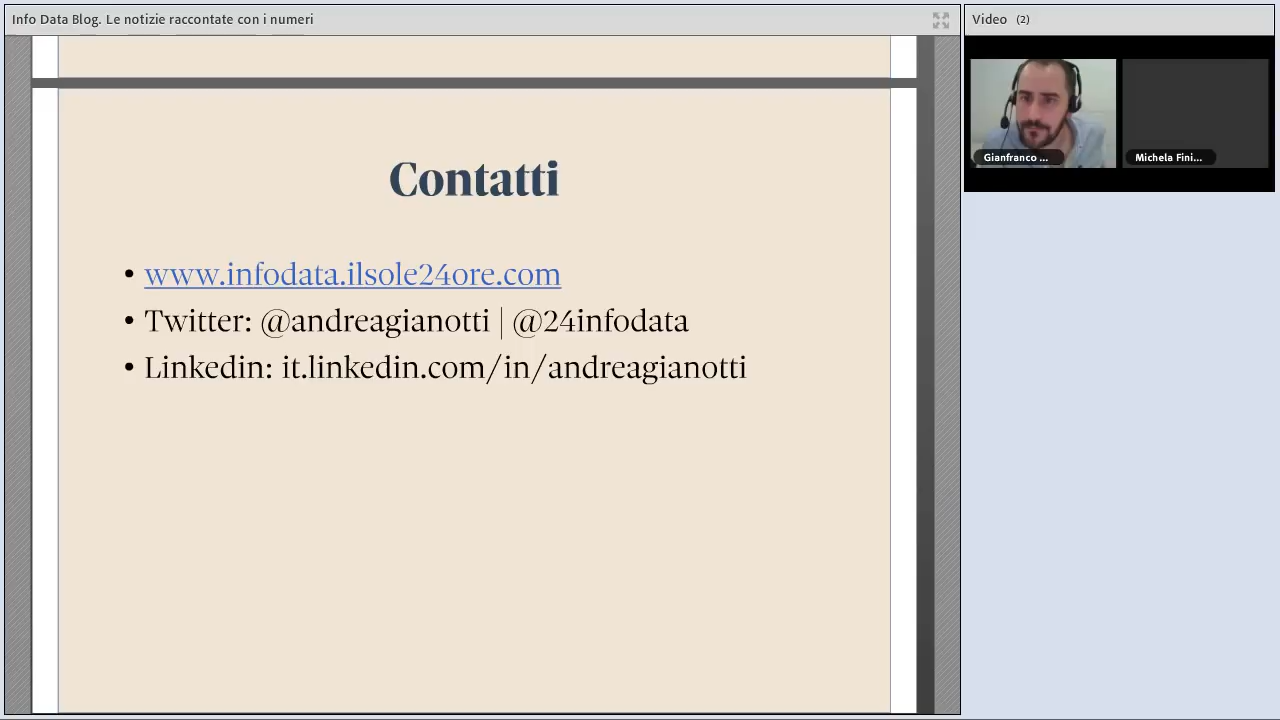 Info Data Blog. Le notizie raccontate con i numeri
Video (2)
Gianfranco ...
Michela Fini...
Contatti
• www.infodata.ilsole24ore.com
• Twitter: @andreagianotti | @24infodata
• Linkedin: it.linkedin.com/in/andreagianotti